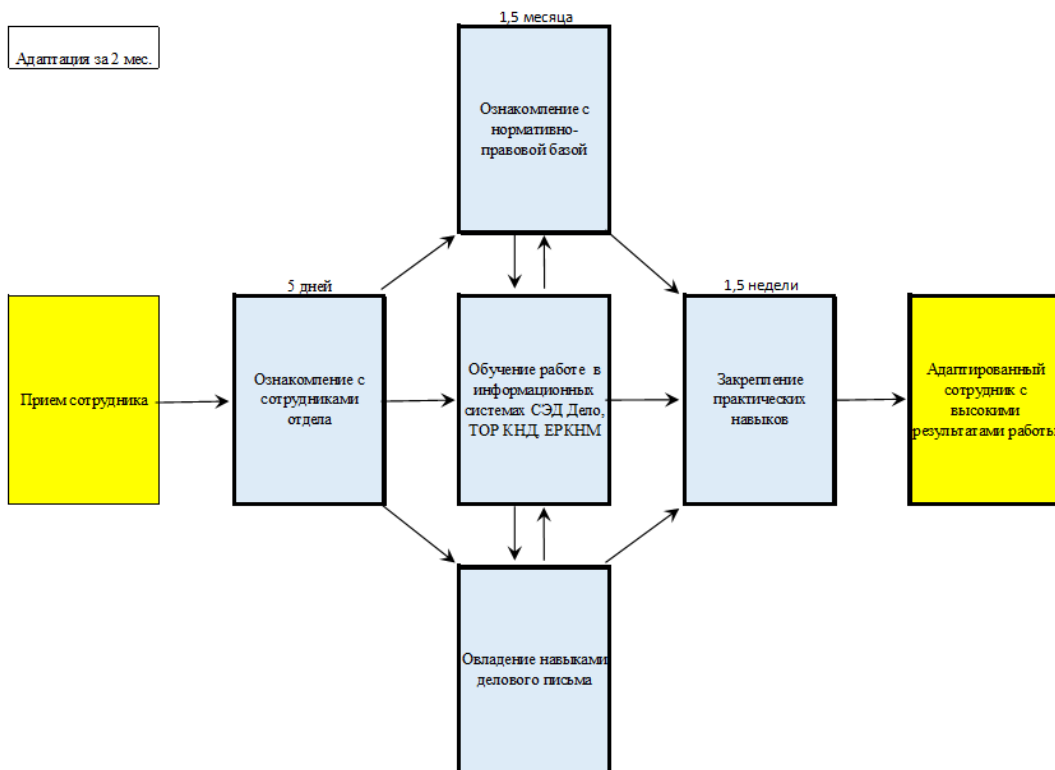 Адаптация за 2 мес.
1,5 месяца
Ознакомление с
нормативно-
правовой базой
5 дней
1,5 недели
Прием сотрудника
Ознакомление с
сотрудниками
отдела
Обучение работе в
информационных
системах СЭД Дело,
ТОР КНД, ЕРКНМ
Закрепление
практических
навыков
Адаптированный
сотрудник с
высокими
результатами работы
Овладение навыками
делового письма